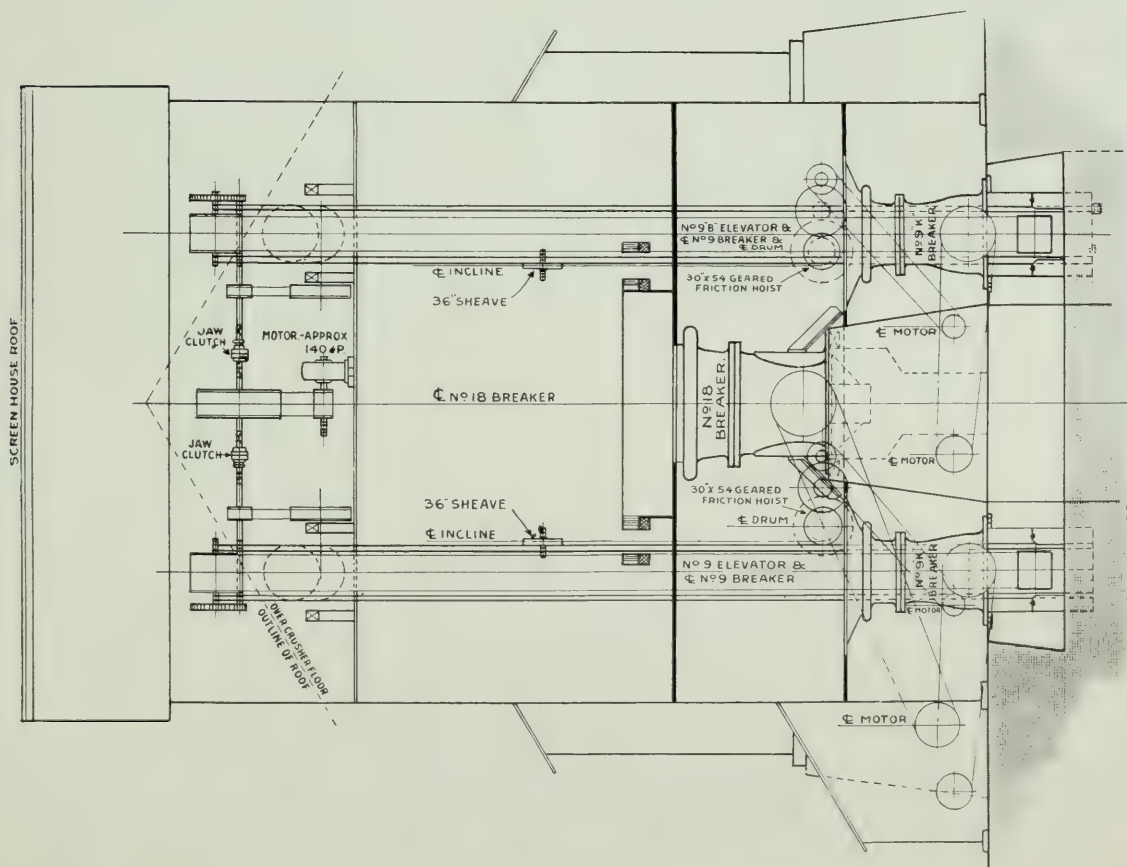 SCREEN HOUSE ROOF
JAW
CLUTCH
MOTOR.-APPROX
140 H.P.
JAW
CLUTCH
OVER CRUSHER FLOOR
OUTLINE OF ROOF
℄ INCLINE
36" SHEAVE
℄ Nº 18 BREAKER
36" SHEAVE
℄ INCLINE
Nº 9 "B" ELEVATOR &
℄ Nº 9 BREAKER &
℄ DRUM
30" x 54 GEARED
FRICTION HOIST
Nº 9 K
BREAKER.
℄ MOTOR
Nº 18
BREAKER.
℄ MOTOR
30" x 54 GEARED
FRICTION HOIST
℄ DRUM
Nº 9 ELEVATOR &
℄ Nº 9 BREAKER
Nº 9 K.
BREAKER
℄ MOTOR
℄ MOTOR